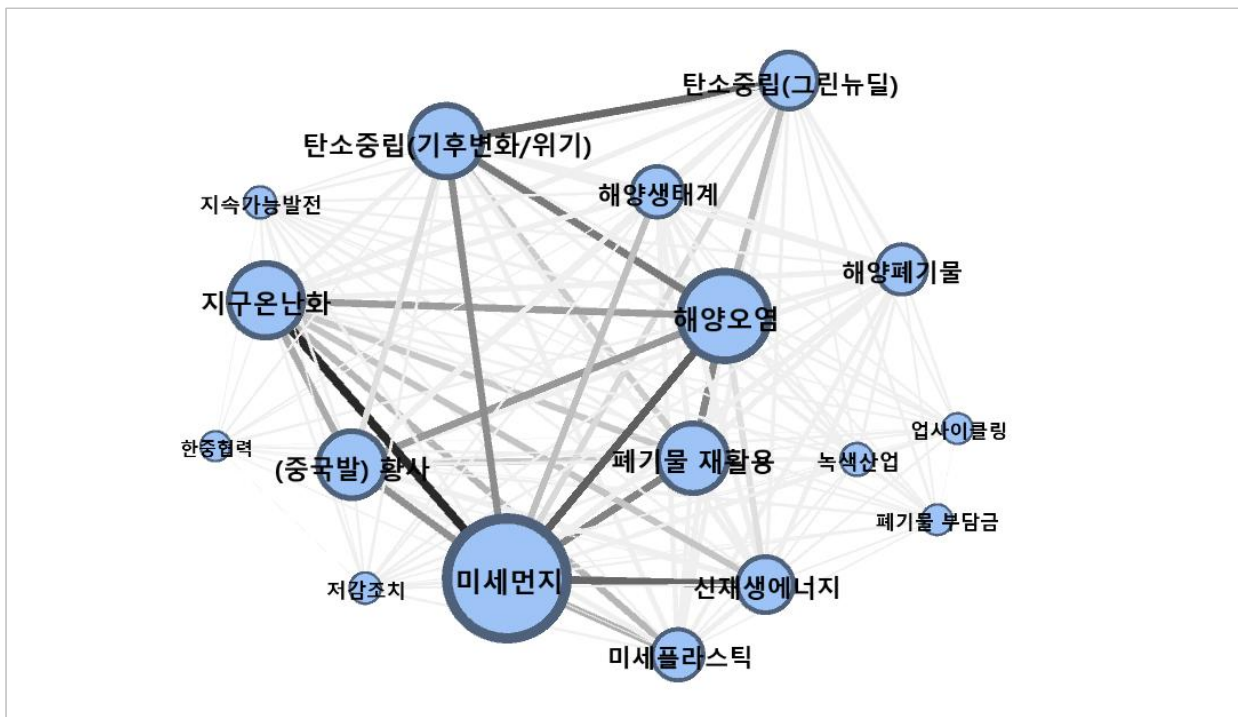 탄소중립(그린뉴딜)
탄소중립(기후변화/위기)
해양생태계
지속가능발전
해양폐기물
지구온난화
해양오염
업사이클링
한중협력
(중국발) 황사
폐기물 재활용
녹색산업
폐기물 부담금
미세먼지
신재생에너지
저감조치
미세플라스틱